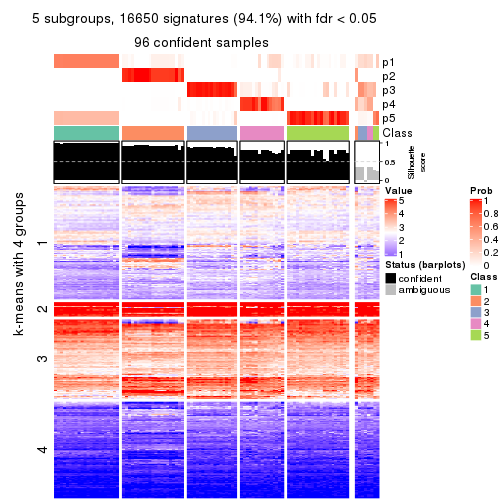 5 subgroups, 16650 signatures (94.1%) with fdr < 0.05
96 confident samples
p1
p2
p3
p4
p5
Class
1
0.5
0
Silhouette
score
k-means with 4 groups
1
2
3
4
Value
5
4
3
2
1
Status (barplots)
confident
ambiguous
Prob
1
0.8
0.6
0.4
0.2
0
Class
1
2
3
4
5